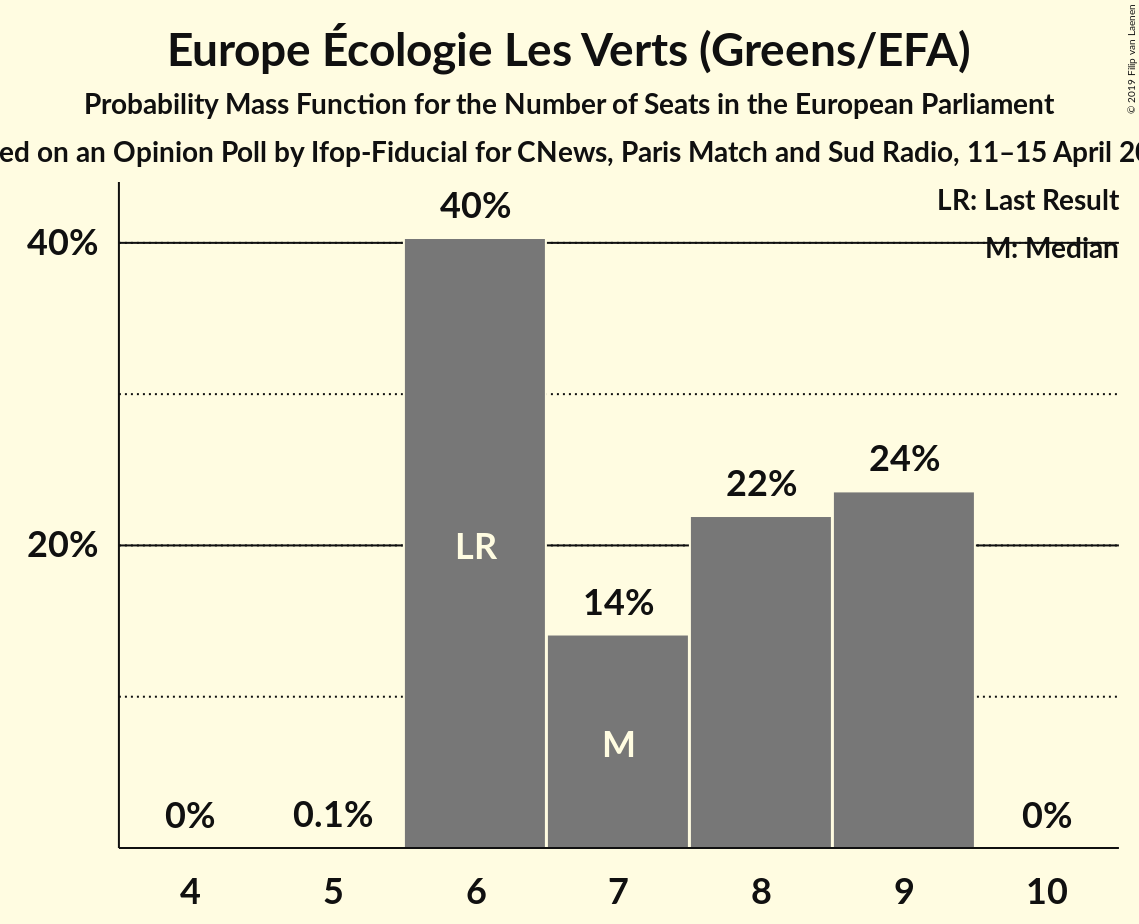 Europe Écologie Les Verts (Greens/EFA)
Probability Mass Function for the Number of Seats in the European Parliament
ed on an Opinion Poll by Ifop-Fiducial for CNews, Paris Match and Sud Radio, 11–15 April 20
© 2019 Filip van Laenen
LR: Last Result
M: Median
40%
20%
40%
LR
14%
M
22%
24%
0%
0.1%
0%
4 5 6 7 8 9 10